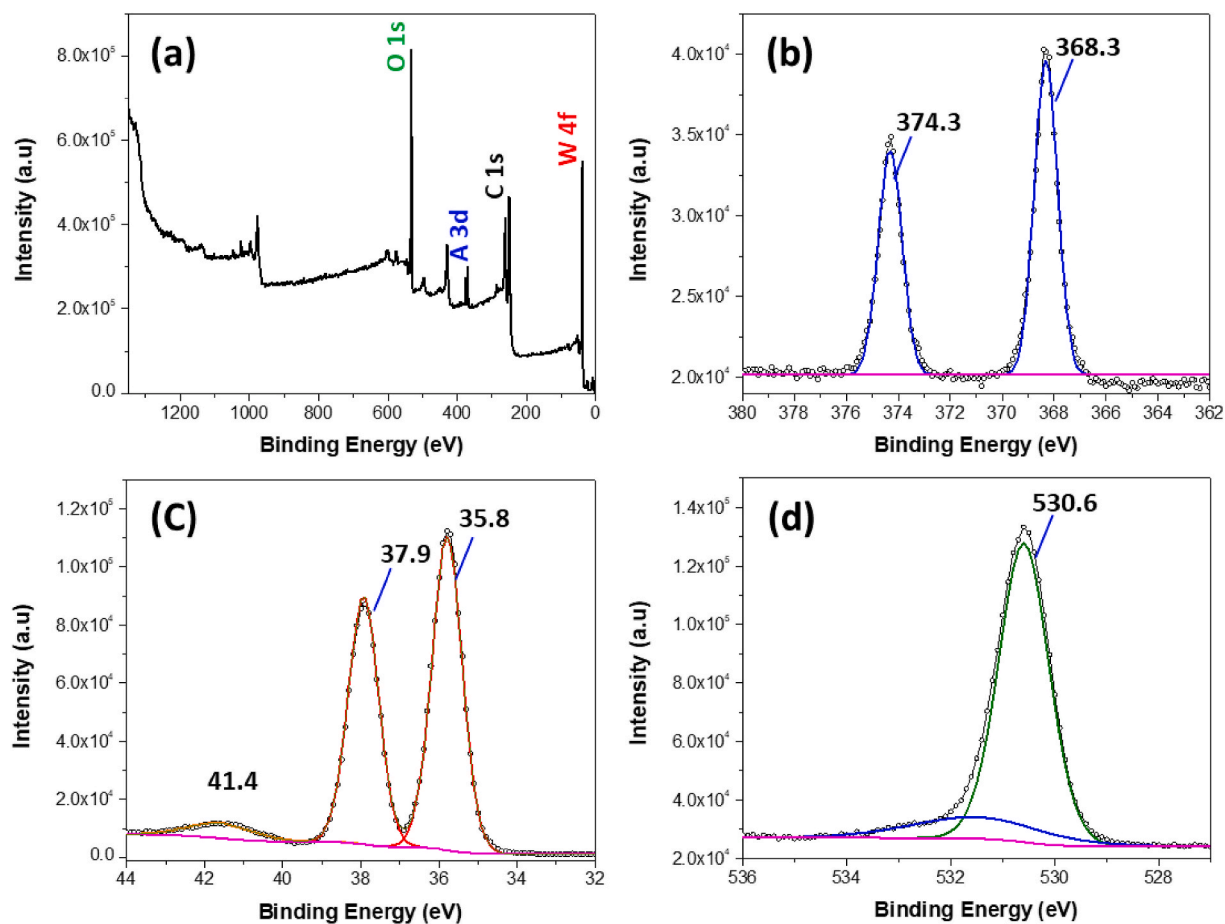 (a)
O 1s
A 3d
C 1s
W 4f
8.0x10⁵
6.0x10⁵
4.0x10⁵
2.0x10⁵
0.0
1200 1000 800 600 400 200 0
Intensity (a.u)
Binding Energy (eV)
(b)
374.3
368.3
4.0x10⁴
3.5x10⁴
3.0x10⁴
2.5x10⁴
2.0x10⁴
380 378 376 374 372 370 368 366 364 362
Intensity (a.u)
Binding Energy (eV)
(C)
41.4
37.9
35.8
1.2x10⁵
1.0x10⁵
8.0x10⁴
6.0x10⁴
4.0x10⁴
2.0x10⁴
0.0
44 42 40 38 36 34 32
Intensity (a.u)
Binding Energy (eV)
(d)
530.6
1.4x10⁵
1.2x10⁵
1.0x10⁵
8.0x10⁴
6.0x10⁴
4.0x10⁴
2.0x10⁴
536 534 532 530 528
Intensity (a.u)
Binding Energy (eV)